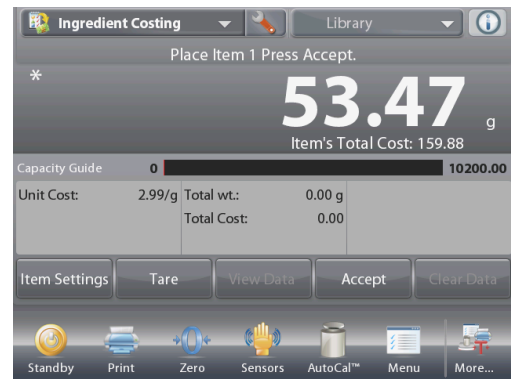 Ingredient Costing Library
Place Item 1 Press Accept.
*
53.47 g
Item's Total Cost: 159.88
Capacity Guide 0 10200.00
Unit Cost: 2.99/g Total wt.: 0.00 g
Total Cost: 0.00
Item Settings Tare View Data Accept Clear Data
Standby Print Zero Sensors AutoCal™ Menu More...